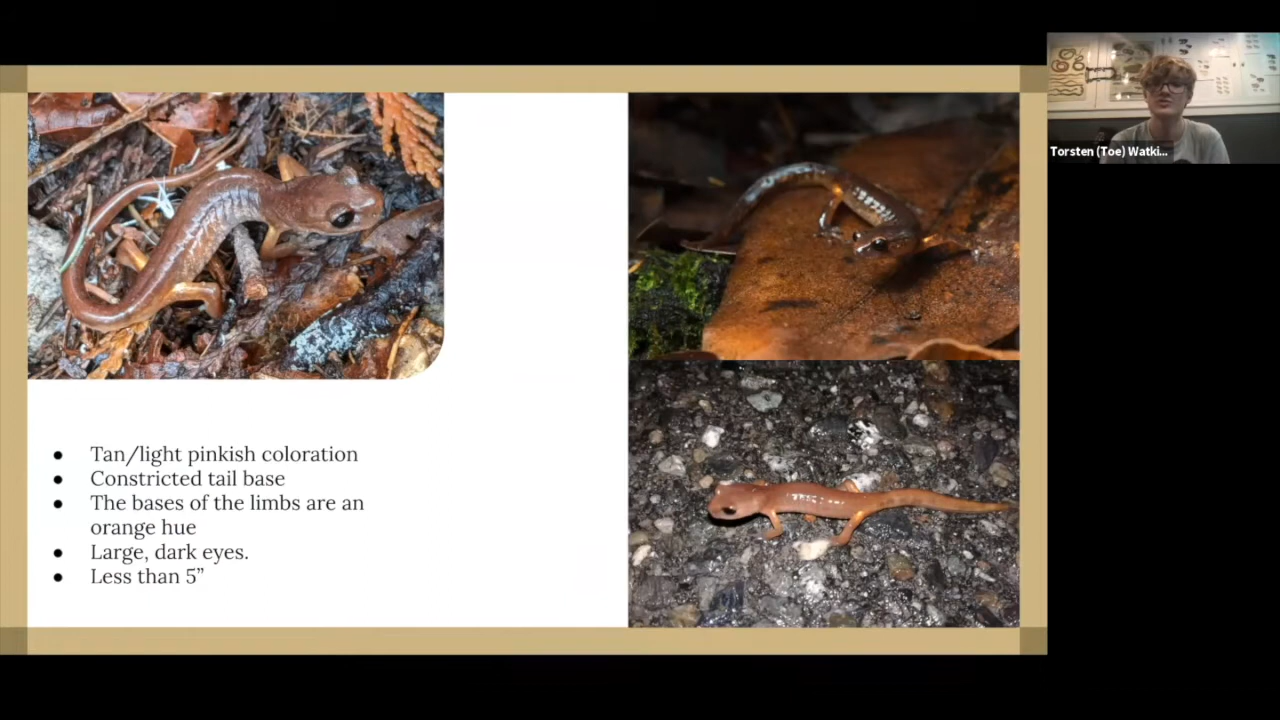 Torsten (Toe) Watki...
● Tan/light pinkish coloration
● Constricted tail base
● The bases of the limbs are an
orange hue
● Large, dark eyes.
● Less than 5”